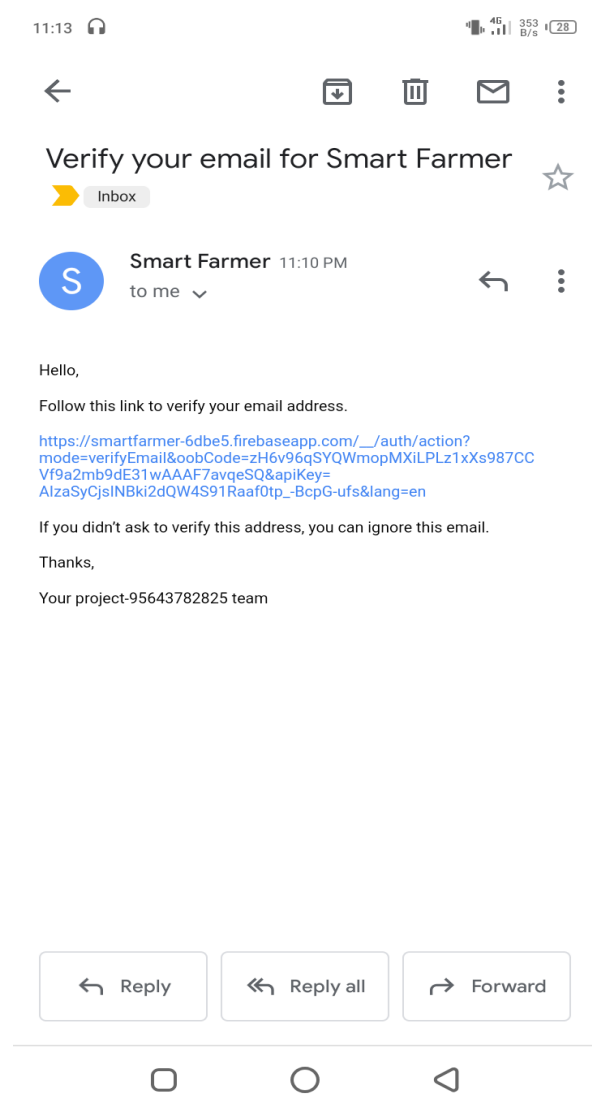 11:13
4G
353
B/s
28
Verify your email for Smart Farmer
Inbox
S
Smart Farmer 11:10 PM
to me
Hello,
Follow this link to verify your email address.
https://smartfarmer-6dbe5.firebaseapp.com/__/auth/action?
mode=verifyEmail&oobCode=zH6v96qSYQWmopMXiLPLz1xXs987CC
Vf9a2mb9dE31wAAAF7avqeSQ&apiKey=
AIzaSyCjsINBki2dQW4S91Raaf0tp_-BcpG-ufs&lang=en
If you didn’t ask to verify this address, you can ignore this email.
Thanks,
Your project-95643782825 team
Reply
Reply all
Forward